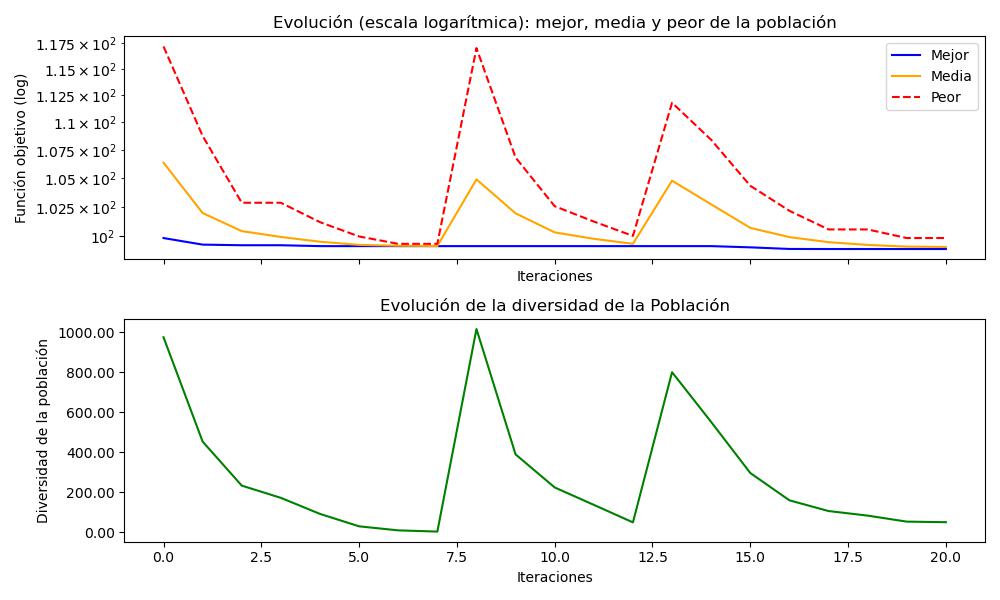 Evolución (escala logarítmica): mejor, media y peor de la población
1.175 × 10²
1.15 × 10²
1.125 × 10²
1.1 × 10²
1.075 × 10²
1.05 × 10²
1.025 × 10²
10²
Función objetivo (log)
Mejor
Media
Peor
Iteraciones
Evolución de la diversidad de la Población
1000.00
800.00
600.00
400.00
200.00
0.00
Diversidad de la población
0.0 2.5 5.0 7.5 10.0 12.5 15.0 17.5 20.0
Iteraciones